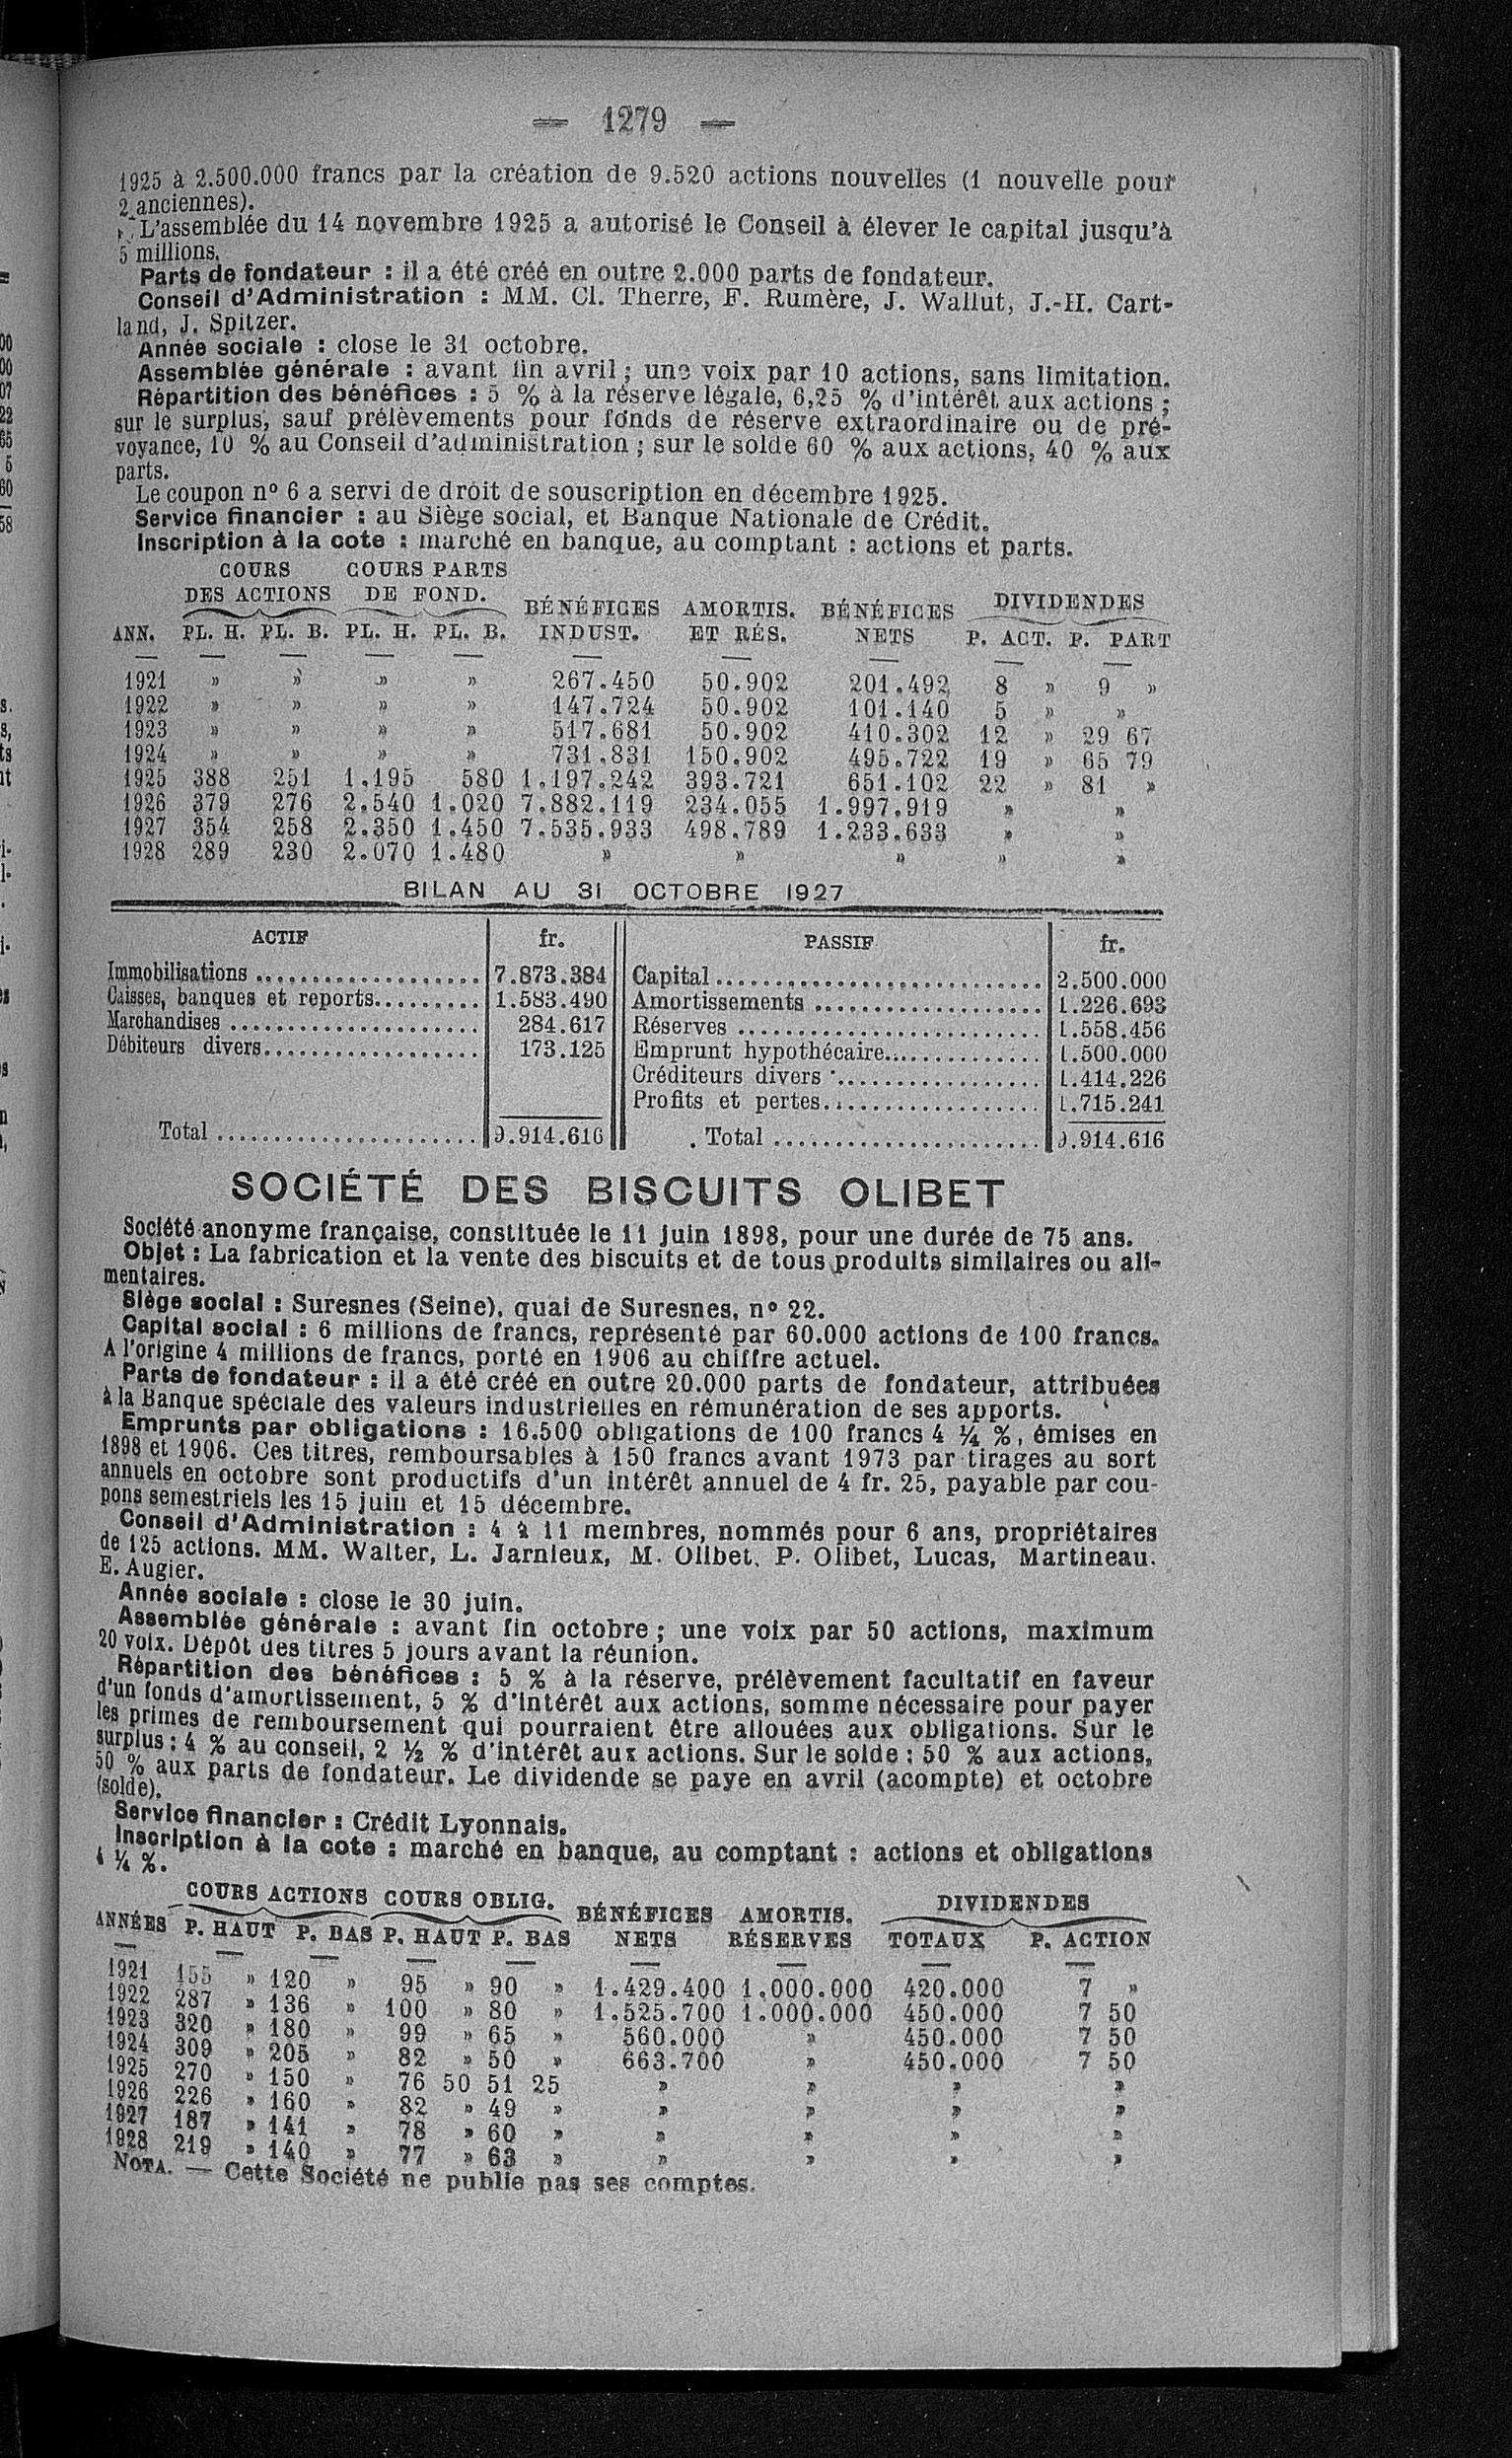 — 1279 —
1925 à 2.500.000 francs par la création de 9.520 actions nouvelles (1 nouvelle pour
2 anciennes).
L'assemblée du 14 novembre 1925 a autorisé le Conseil à élever le capital jusqu'à
5 millions.
Parts de fondateur : il a été créé en outre 2.000 parts de fondateur.
Conseil d'Administration : MM. Cl. Therre, F. Rumère, J. Wallut, J.-H. Cart-
land, J. Spitzer.
Année sociale : close le 31 octobre.
Assemblée générale : avant fin avril ; une voix par 10 actions, sans limitation.
Répartition des bénéfices : 5 % à la réserve légale, 6,25 % d'intérêt aux actions ;
sur le surplus, sauf prélèvements pour fonds de réserve extraordinaire ou de pré-
voyance, 10 % au Conseil d'administration ; sur le solde 60 % aux actions, 40 % aux
parts.
Le coupon nº 6 a servi de droit de souscription en décembre 1925.
Service financier : au Siège social, et Banque Nationale de Crédit.
Inscription à la cote : marché en banque, au comptant : actions et parts.
COURS COURS PARTS
DES ACTIONS DE FOND. BÉNÉFICES AMORTIS. BÉNÉFICES DIVIDENDES
ANN. PL. H. PL. B. PL. H. PL. B. INDUST. ET RÉS. NETS P. ACT. P. PART
1921 » » » » 267.450 50.902 201.492 8 » 9 »
1922 » » » » 147.724 50.902 101.140 5 » »
1923 » » » » 517.681 50.902 410.302 12 » 29 67
1924 » » » » 731.831 150.902 495.722 19 » 65 79
1925 388 251 1.195 580 1.197.242 393.721 651.102 22 » 81 »
1926 379 276 2.540 1.020 7.882.119 234.055 1.997.919 » »
1927 354 258 2.350 1.450 7.535.933 498.789 1.233.633 » »
1928 289 230 2.070 1.480 » » » » »
BILAN AU 31 OCTOBRE 1927
ACTIF fr. PASSIF fr.
Immobilisations ................... 7.873.384 Capital ............................ 2.500.000
Caisses, banques et reports......... 1.583.490 Amortissements .................... 1.226.693
Marchandises ...................... 284.617 Réserves .......................... 1.558.456
Débiteurs divers................... 173.125 Emprunt hypothécaire.............. 1.500.000
Créditeurs divers .................. 1.414.226
Profits et pertes................... 1.715.241
Total ....................... 9.914.616 Total ....................... 9.914.616
SOCIÉTÉ DES BISCUITS OLIBET
Société anonyme française, constituée le 11 juin 1898, pour une durée de 75 ans.
Objet : La fabrication et la vente des biscuits et de tous produits similaires ou ali-
mentaires.
Siège social : Suresnes (Seine), quai de Suresnes, nº 22.
Capital social : 6 millions de francs, représenté par 60.000 actions de 100 francs.
A l'origine 4 millions de francs, porté en 1906 au chiffre actuel.
Parts de fondateur : il a été créé en outre 20.000 parts de fondateur, attribuées
à la Banque spéciale des valeurs industrielles en rémunération de ses apports.
Emprunts par obligations : 16.500 obligations de 100 francs 4 ¼ %, émises en
1898 et 1906. Ces titres, remboursables à 150 francs avant 1973 par tirages au sort
annuels en octobre sont productifs d'un intérêt annuel de 4 fr. 25, payable par cou-
pons semestriels les 15 juin et 15 décembre.
Conseil d'Administration : 4 à 11 membres, nommés pour 6 ans, propriétaires
de 125 actions. MM. Walter, L. Jarnieux, M. Olibet, P. Olibet, Lucas, Martineau,
E. Augier.
Année sociale : close le 30 juin.
Assemblée générale : avant fin octobre ; une voix par 50 actions, maximum
20 voix. Dépôt des titres 5 jours avant la réunion.
Répartition des bénéfices : 5 % à la réserve, prélèvement facultatif en faveur
d'un fonds d'amortissement, 5 % d'intérêt aux actions, somme nécessaire pour payer
les primes de remboursement qui pourraient être allouées aux obligations. Sur le
surplus : 4 % au conseil, 2 ½ % d'intérêt aux actions. Sur le solde : 50 % aux actions,
50 % aux parts de fondateur. Le dividende se paye en avril (acompte) et octobre
(solde).
Service financier : Crédit Lyonnais.
Inscription à la cote : marché en banque, au comptant : actions et obligations
4 ¼ %.
COURS ACTIONS COURS OBLIG. BÉNÉFICES AMORTIS. DIVIDENDES
ANNÉES P. HAUT P. BAS P. HAUT P. BAS NETS RÉSERVES TOTAUX P. ACTION
1921 155 » 120 » 95 » 90 » 1.429.400 1.000.000 420.000 7 »
1922 287 » 136 » 100 » 80 » 1.525.700 1.000.000 450.000 7 50
1923 320 » 180 » 99 » 65 » 560.000 » 450.000 7 50
1924 309 » 205 » 82 » 50 » 663.700 » 450.000 7 50
1925 270 » 150 » 76 50 51 25 » » » »
1926 226 » 160 » 82 » 49 » » » » »
1927 187 » 141 » 78 » 60 » » » » »
1928 219 » 140 » 77 » 63 » » » » »
NOTA. — Cette Société ne publie pas ses comptes.